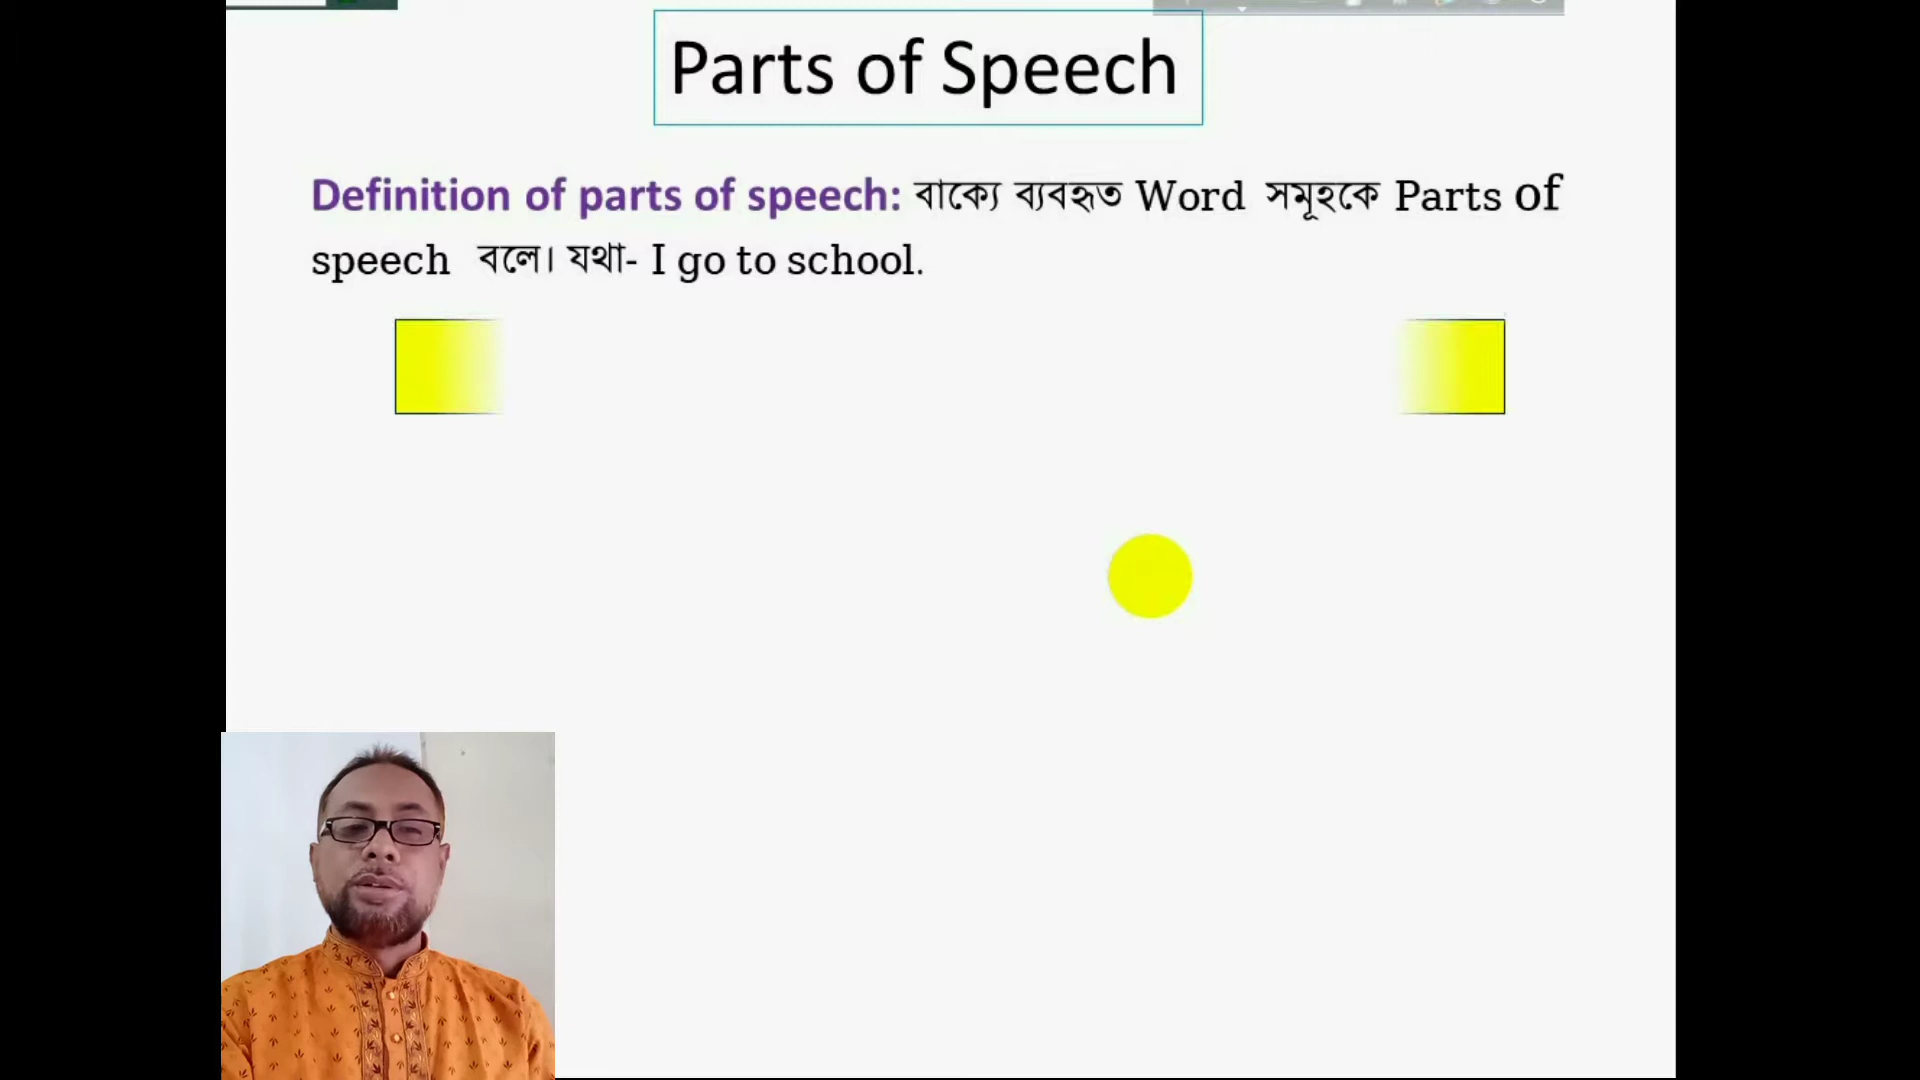 Parts of Speech
Definition of parts of speech: বাক্যে ব্যবহৃত Word সমূহকে Parts of
speech বলে। যথা- I go to school.